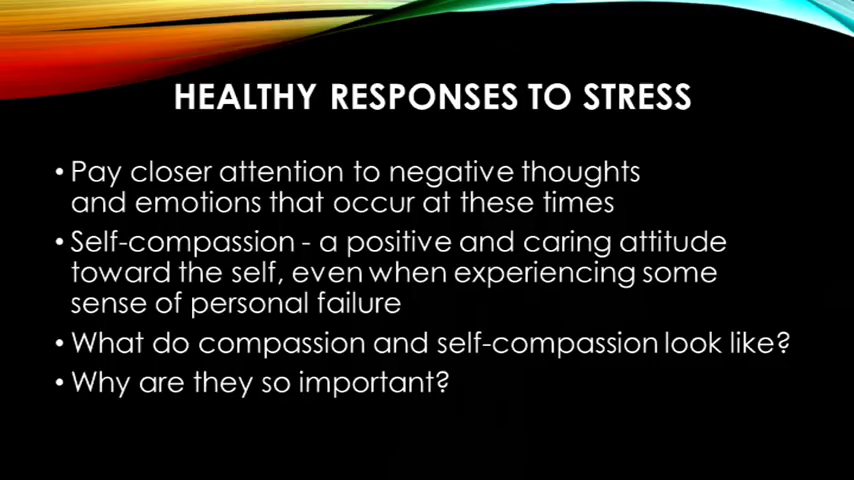 HEALTHY RESPONSES TO STRESS
• Pay closer attention to negative thoughts
and emotions that occur at these times
• Self-compassion - a positive and caring attitude
toward the self, even when experiencing some
sense of personal failure
• What do compassion and self-compassion look like?
• Why are they so important?